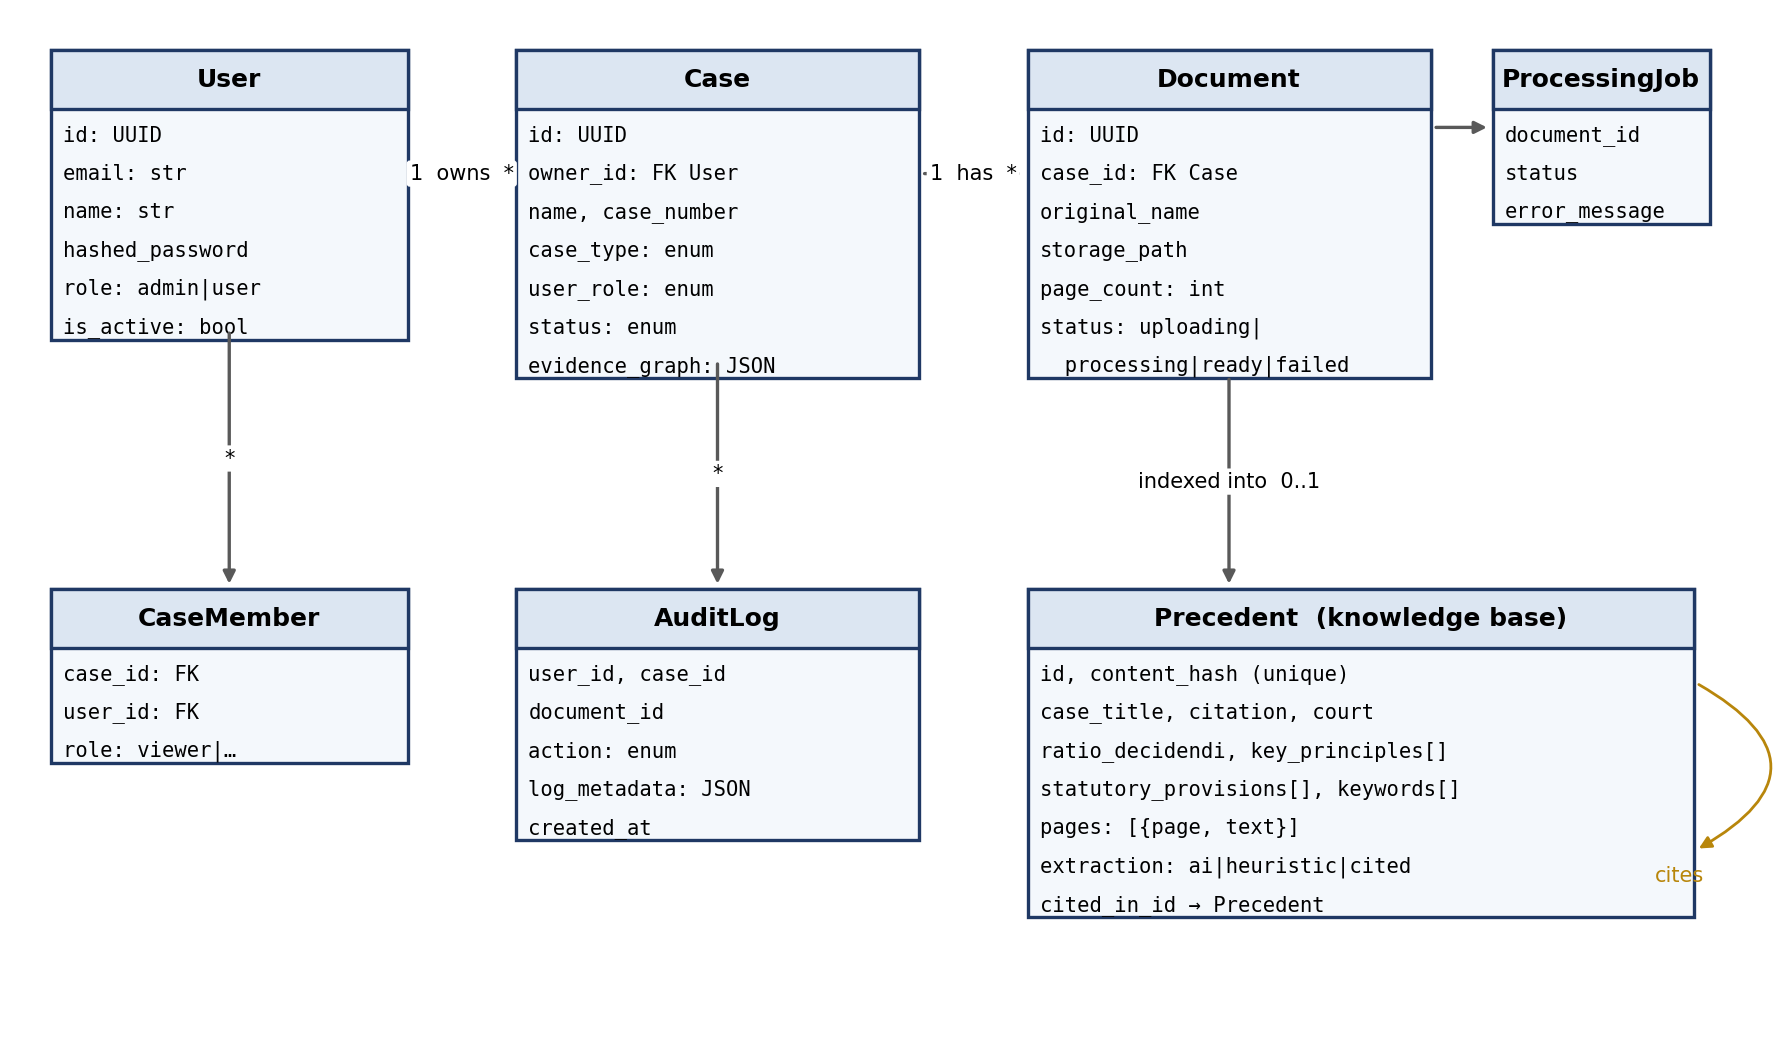 User
id: UUID
email: str
name: str
hashed_password
role: admin|user
is_active: bool
1 owns *
Case
id: UUID
owner_id: FK User
name, case_number
case_type: enum
user_role: enum
status: enum
evidence_graph: JSON
1 has *
Document
id: UUID
case_id: FK Case
original_name
storage_path
page_count: int
status: uploading|
processing|ready|failed
ProcessingJob
document_id
status
error_message
*
*
indexed into 0..1
CaseMember
case_id: FK
user_id: FK
role: viewer|…
AuditLog
user_id, case_id
document_id
action: enum
log_metadata: JSON
created_at
Precedent (knowledge base)
id, content_hash (unique)
case_title, citation, court
ratio_decidendi, key_principles[]
statutory_provisions[], keywords[]
pages: [{page, text}]
extraction: ai|heuristic|cited
cited_in_id → Precedent
cites